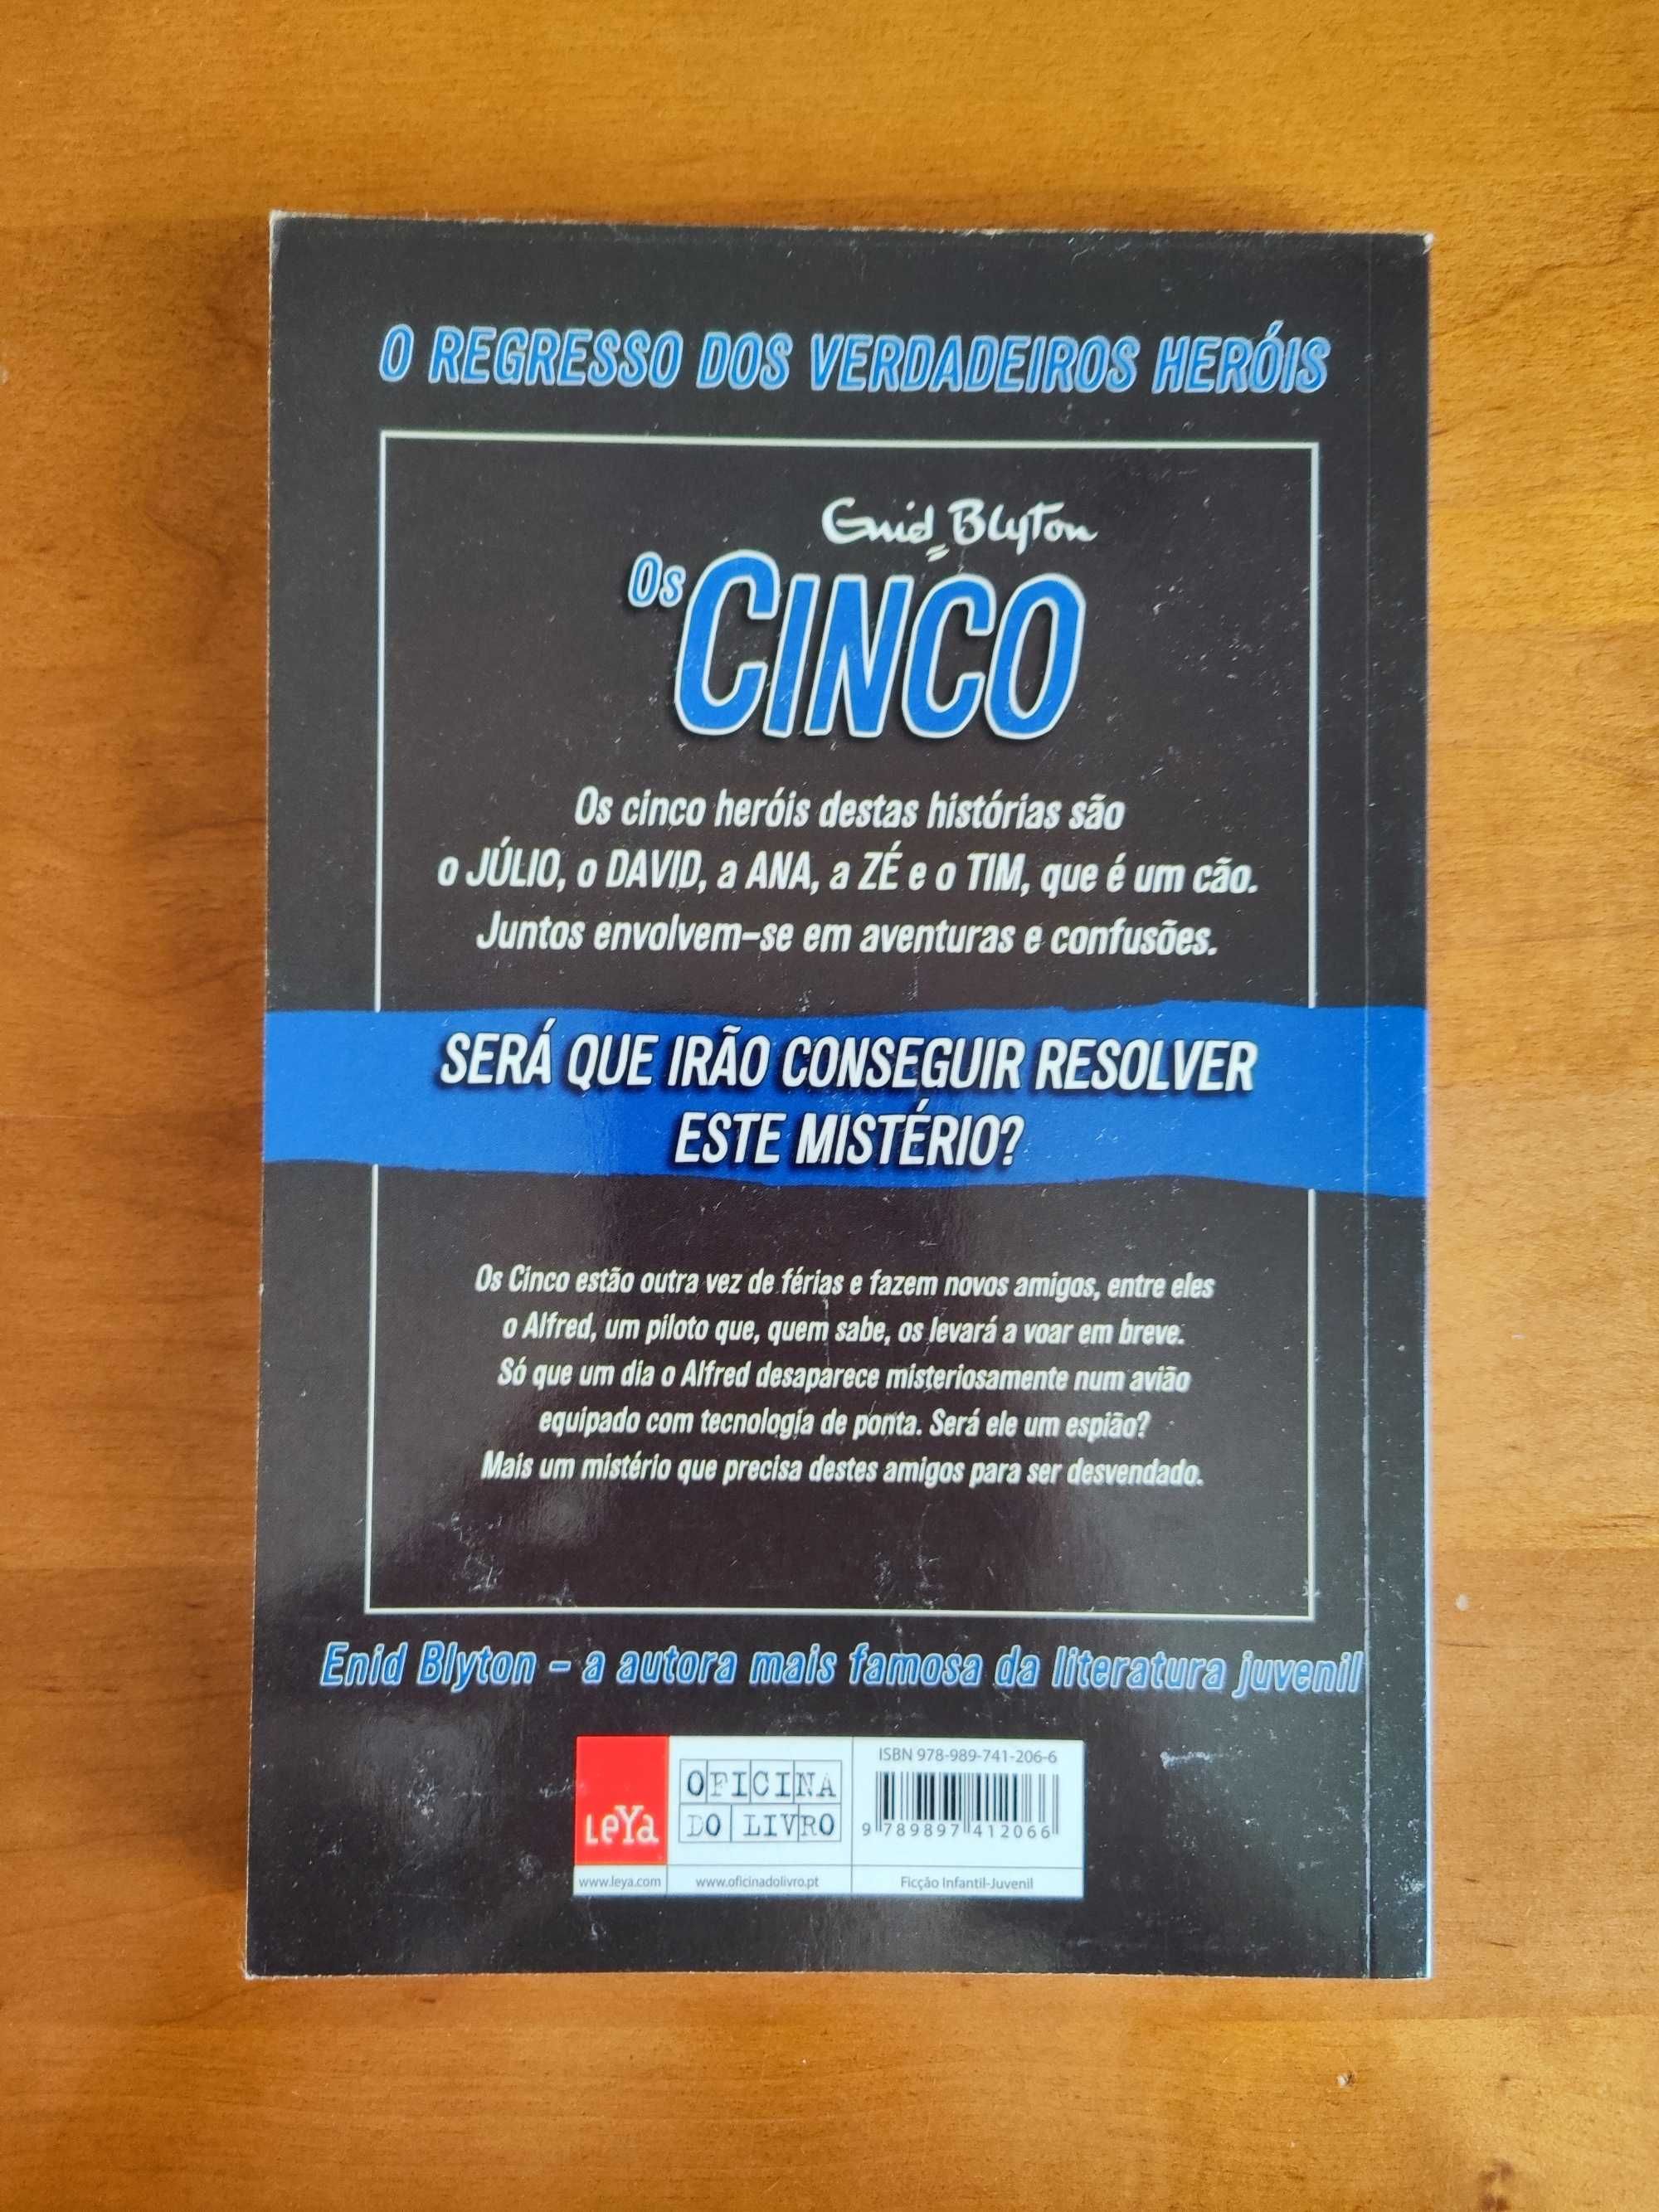 O REGRESSO DOS VERDADEIROS HERÓIS
Enid Blyton
Os CINCO
Os cinco heróis destas histórias são
o JÚLIO, o DAVID, a ANA, a ZÉ e o TIM, que é um cão.
Juntos envolvem-se em aventuras e confusões.
SERÁ QUE IRÃO CONSEGUIR RESOLVER
ESTE MISTÉRIO?
Os Cinco estão outra vez de férias e fazem novos amigos, entre eles
o Alfred, um piloto que, quem sabe, os levará a voar em breve.
Só que um dia o Alfred desaparece misteriosamente num avião
equipado com tecnologia de ponta. Será ele um espião?
Mais um mistério que precisa destes amigos para ser desvendado.
Enid Blyton – a autora mais famosa da literatura juvenil
LeYa
www.leya.com
OFICINA
DO LIVRO
www.oficinadolivro.pt
ISBN 978-989-741-206-6
9 789897 412066
Ficção Infantil-Juvenil